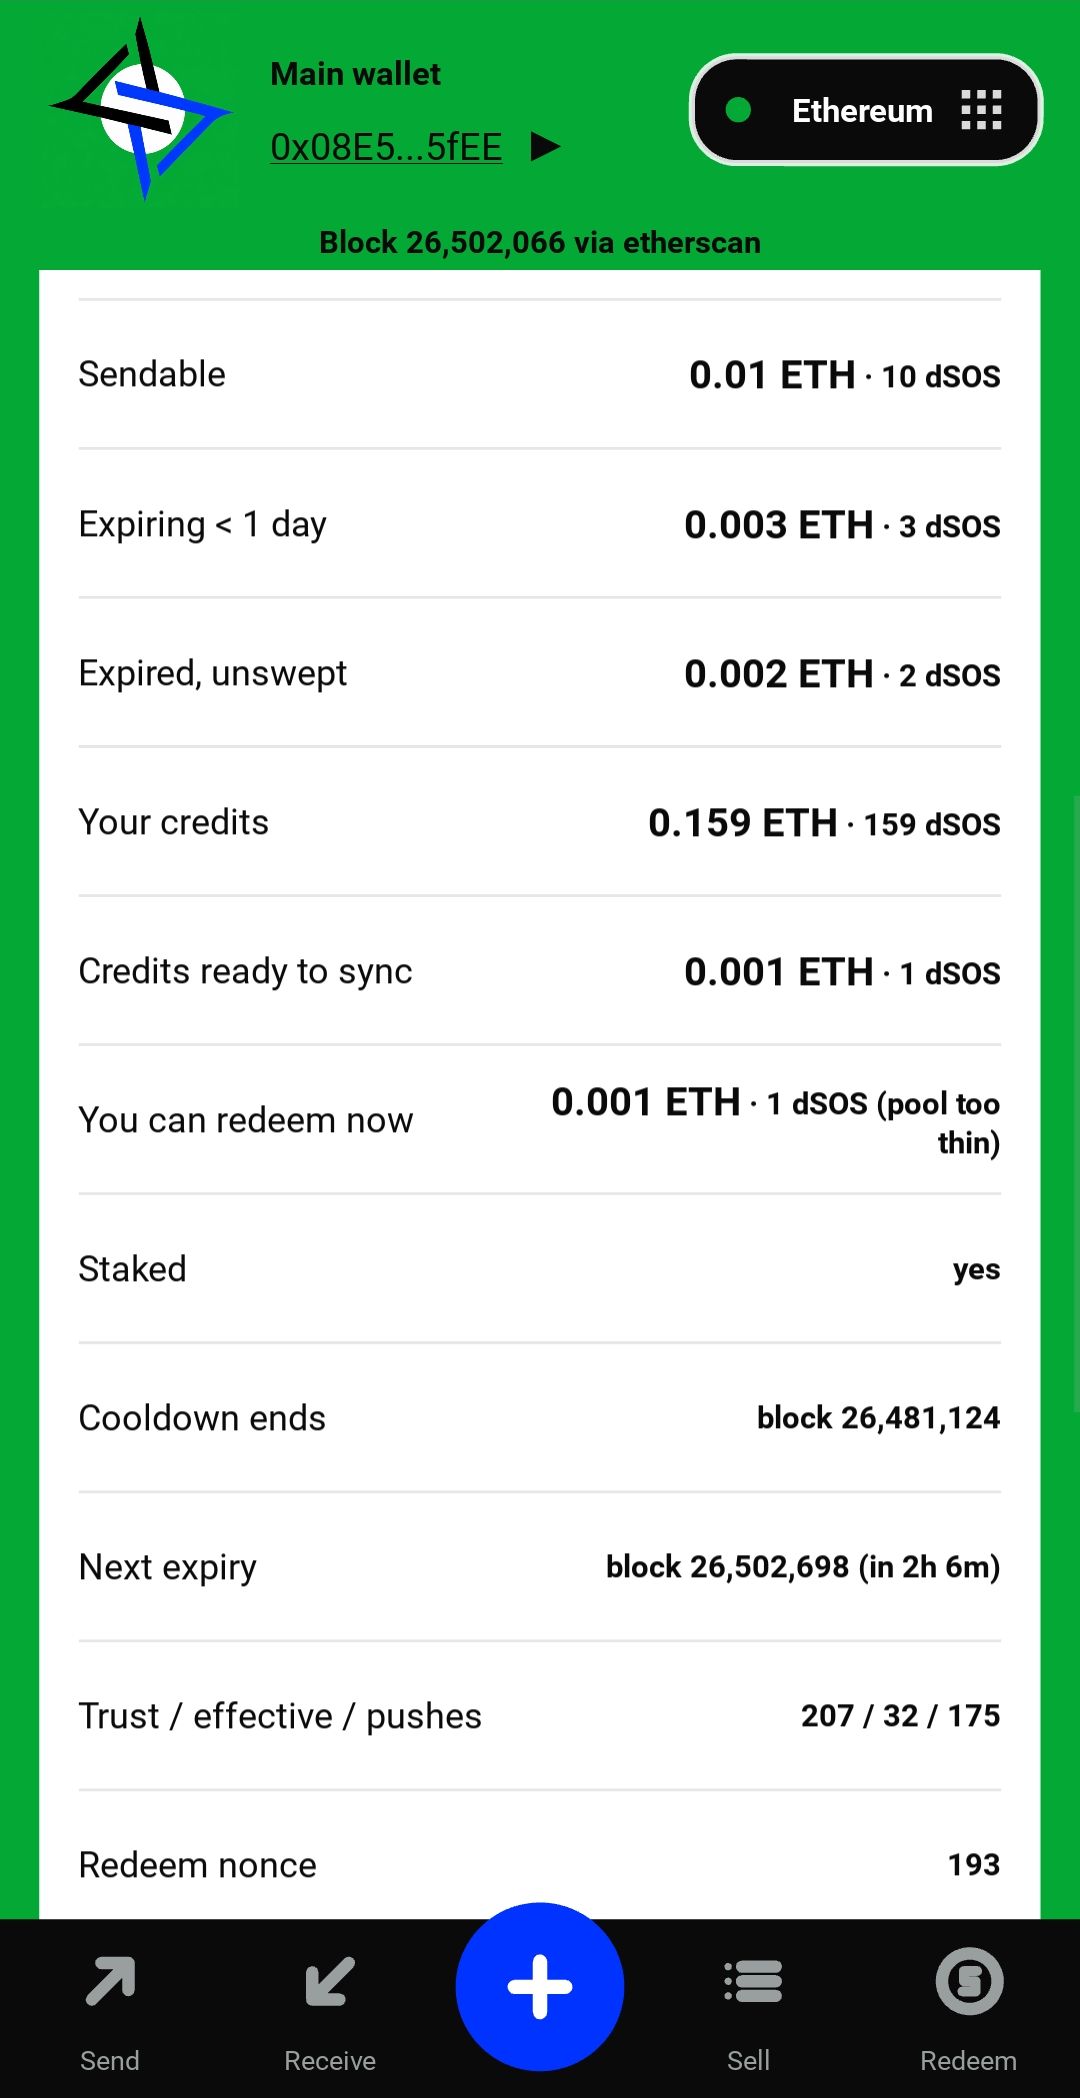 Main wallet
0x08E5...5fEE
Ethereum
Block 26,502,066 via etherscan
Sendable 0.01 ETH · 10 dSOS
Expiring < 1 day 0.003 ETH · 3 dSOS
Expired, unswept 0.002 ETH · 2 dSOS
Your credits 0.159 ETH · 159 dSOS
Credits ready to sync 0.001 ETH · 1 dSOS
You can redeem now 0.001 ETH · 1 dSOS (pool too
thin)
Staked yes
Cooldown ends block 26,481,124
Next expiry block 26,502,698 (in 2h 6m)
Trust / effective / pushes 207 / 32 / 175
Redeem nonce 193
Send Receive Sell Redeem